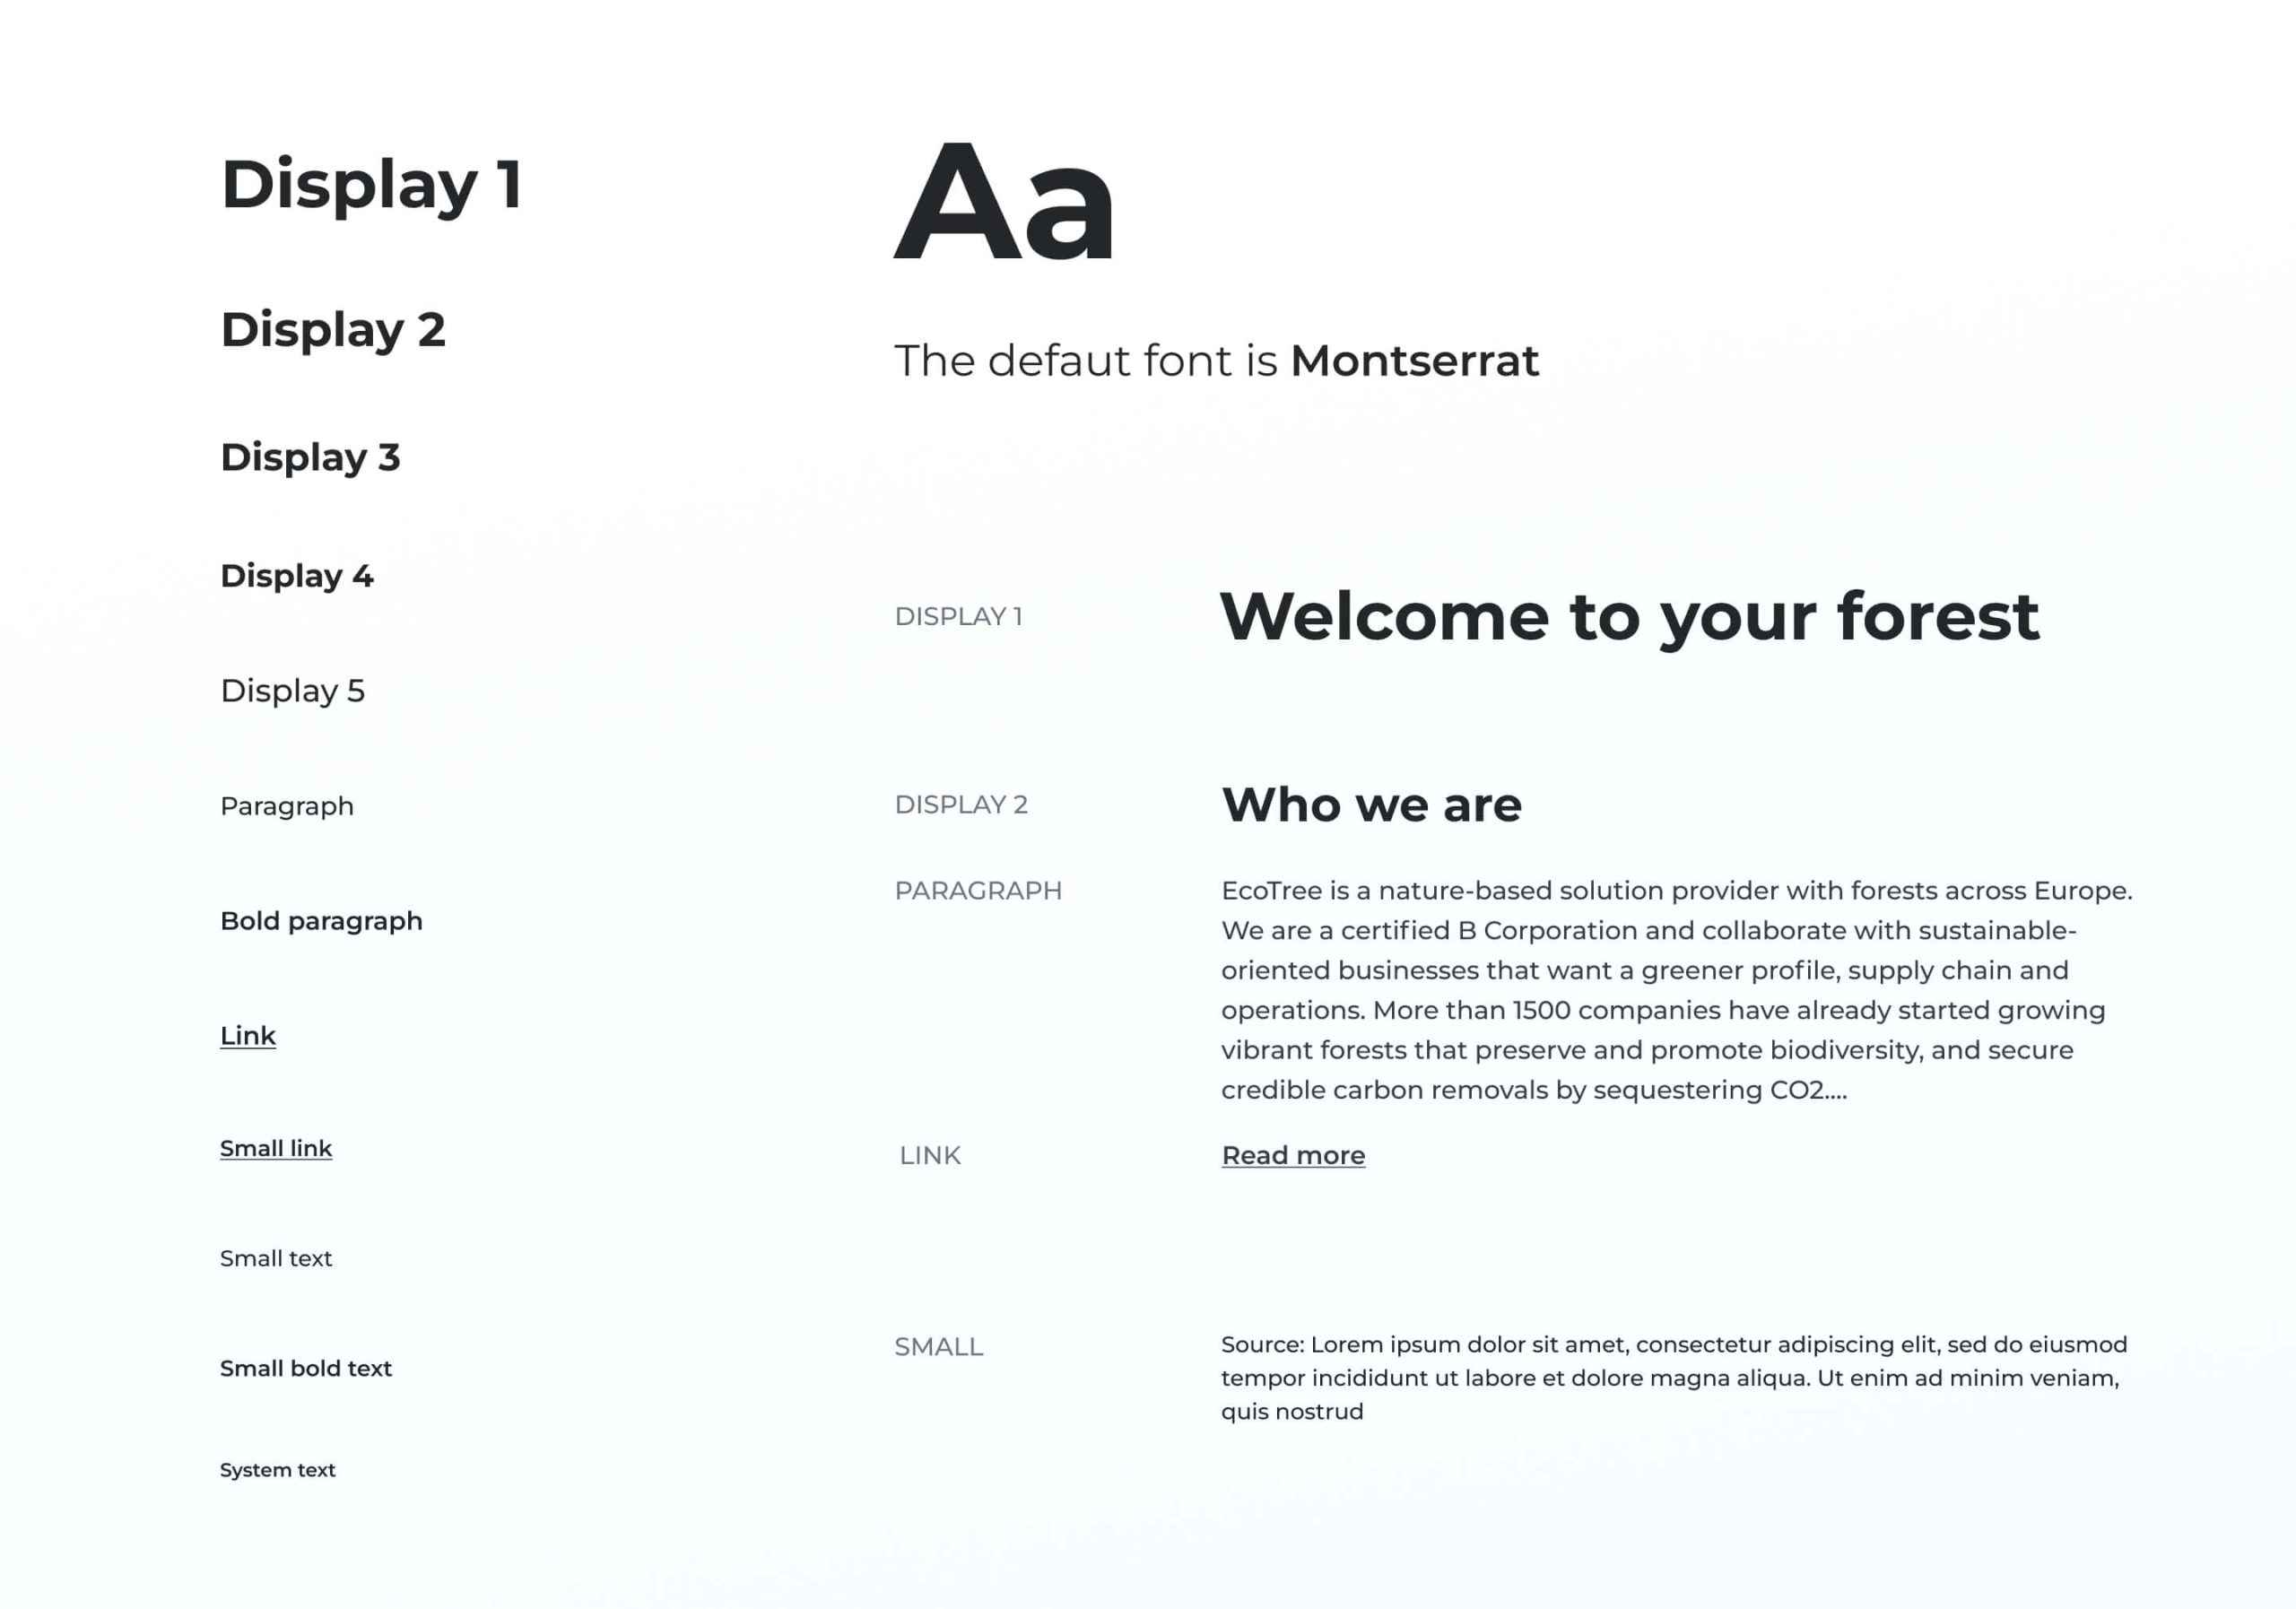 Display 1
Display 2
Display 3
Display 4
Display 5
Paragraph
Bold paragraph
Link
Small link
Small text
Small bold text
System text
Aa
The defaut font is Montserrat
DISPLAY 1
Welcome to your forest
DISPLAY 2
Who we are
PARAGRAPH
EcoTree is a nature-based solution provider with forests across Europe.
We are a certified B Corporation and collaborate with sustainable-
oriented businesses that want a greener profile, supply chain and
operations. More than 1500 companies have already started growing
vibrant forests that preserve and promote biodiversity, and secure
credible carbon removals by sequestering CO2....
LINK
Read more
SMALL
Source: Lorem ipsum dolor sit amet, consectetur adipiscing elit, sed do eiusmod
tempor incididunt ut labore et dolore magna aliqua. Ut enim ad minim veniam,
quis nostrud